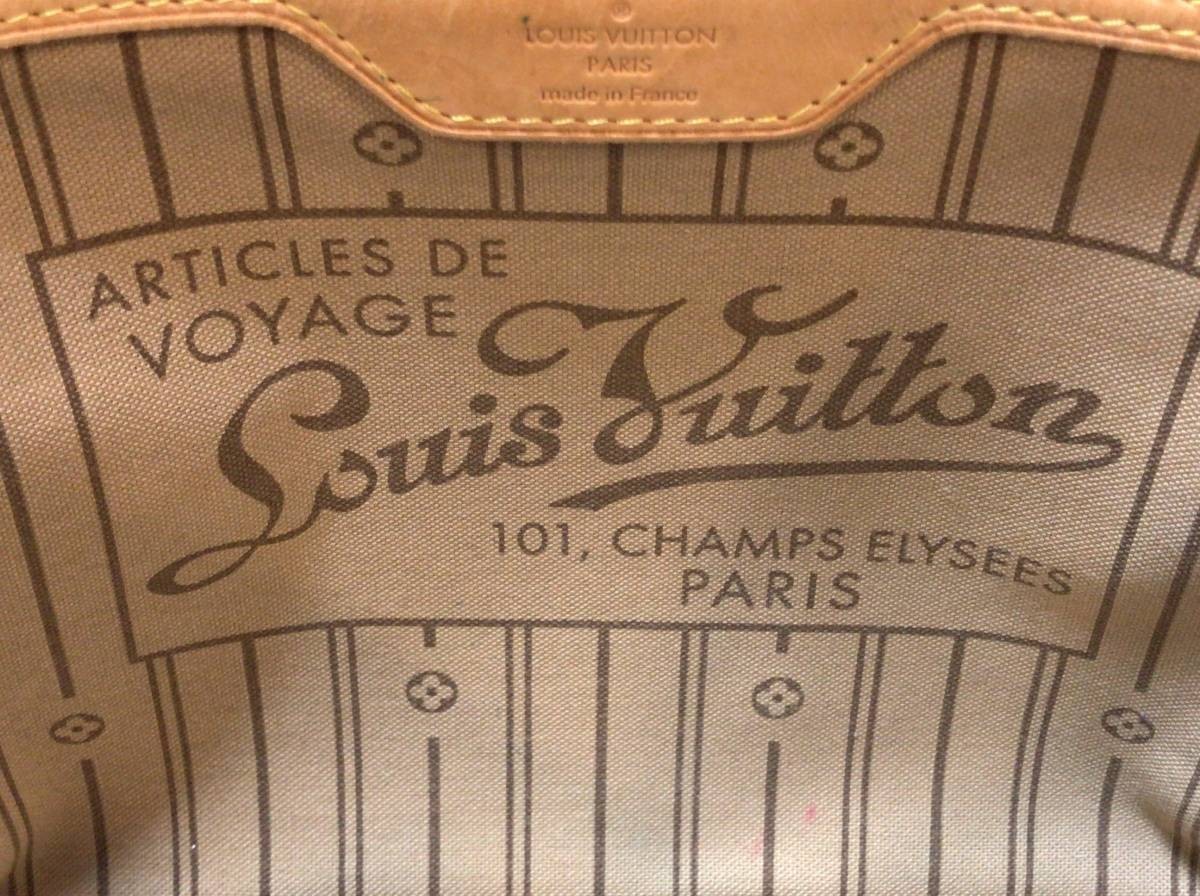 LOUIS VUITTON
PARIS
made in France
ARTICLES DE
VOYAGE
Louis Vuitton
101, CHAMPS ELYSEES
PARIS